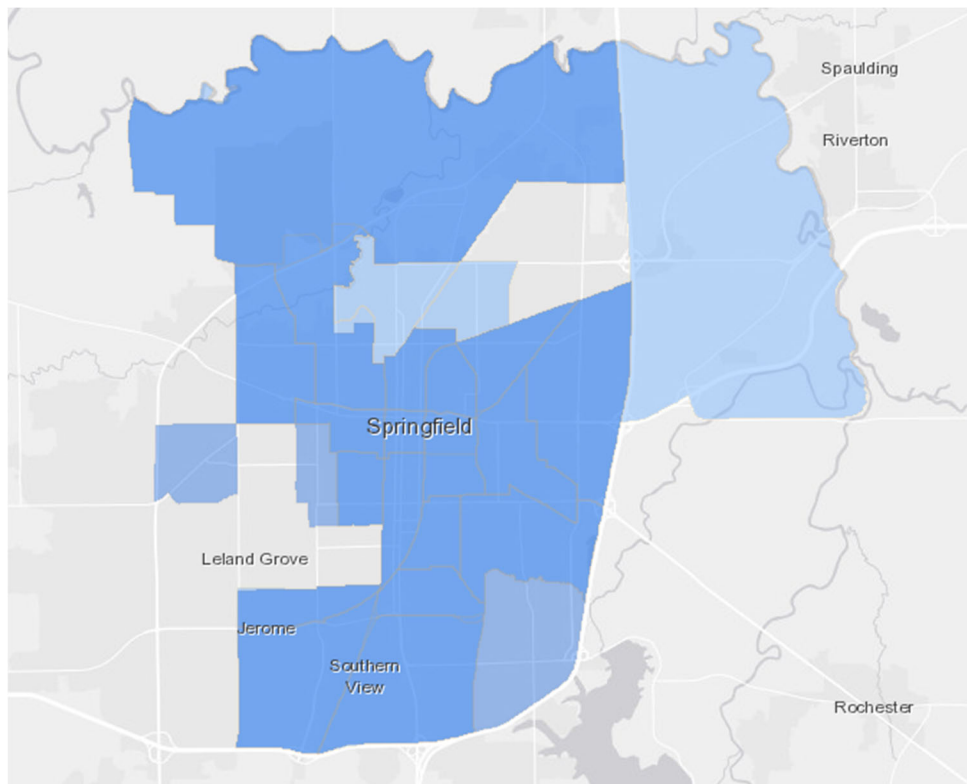 Spaulding
Riverton
Springfield
Leland Grove
Jerome
Southern
View
Rochester